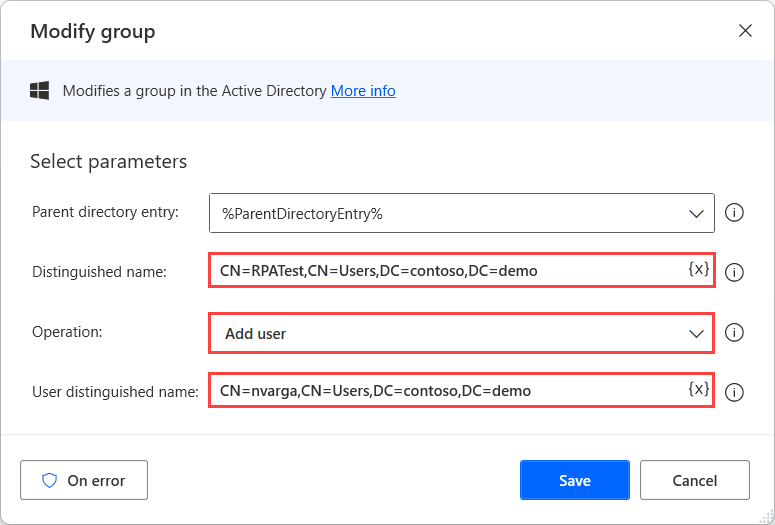 Modify group
Modifies a group in the Active Directory More info
Select parameters
Parent directory entry: %ParentDirectoryEntry%
Distinguished name: CN=RPATest,CN=Users,DC=contoso,DC=demo {x}
Operation: Add user
User distinguished name: CN=nvarga,CN=Users,DC=contoso,DC=demo {x}
On error Save Cancel